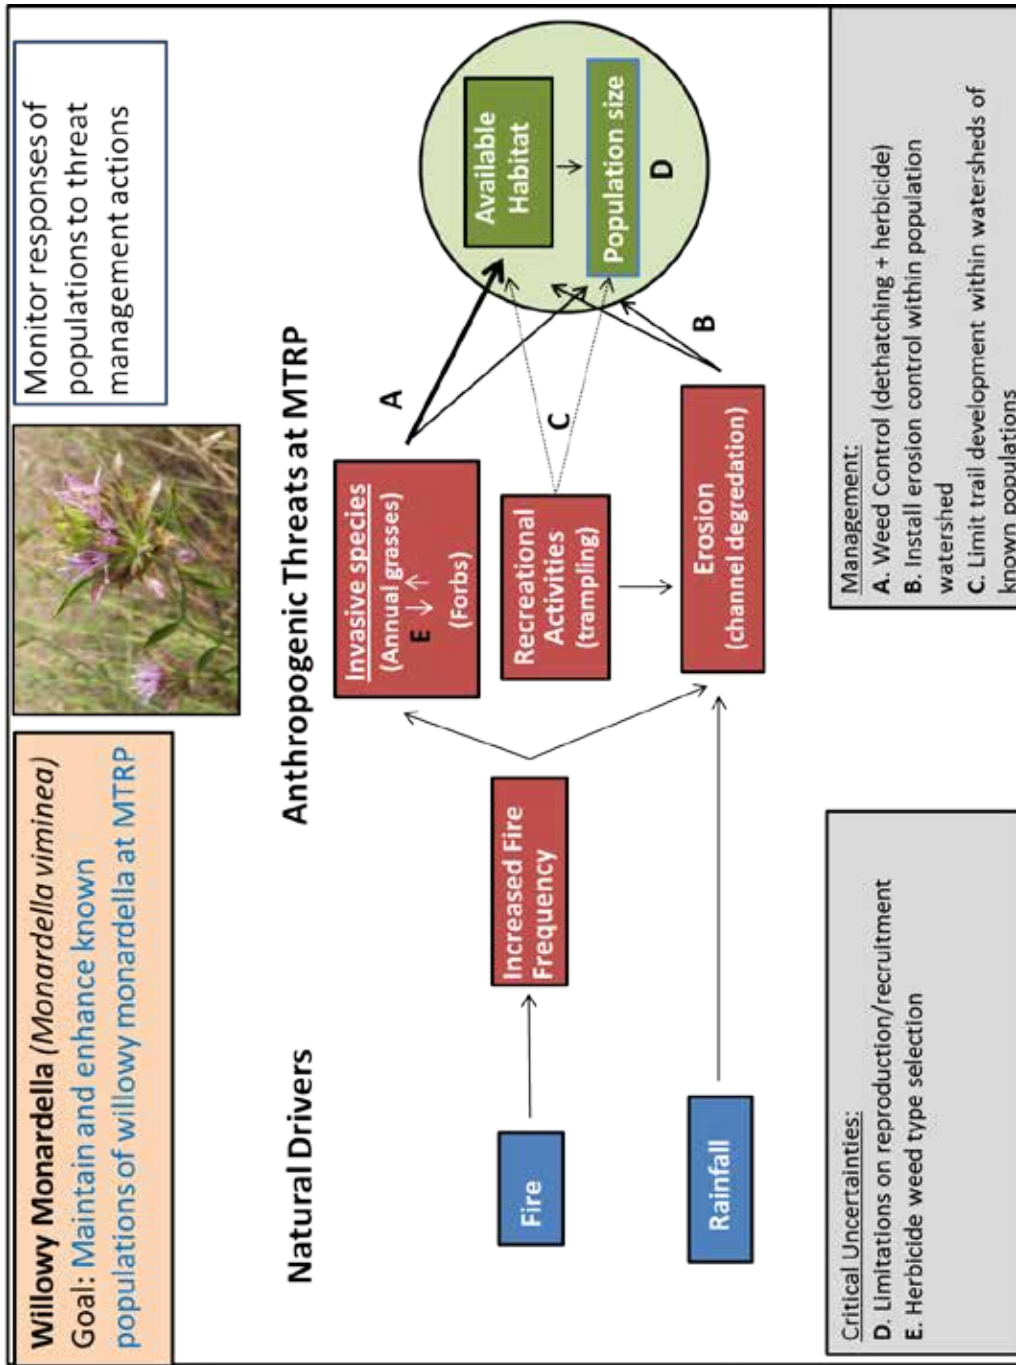 Willowy Monardella (Monardella viminea)
Goal: Maintain and enhance known
populations of willowy monardella at MTRP
Monitor responses of
populations to threat
management actions
Natural Drivers
Anthropogenic Threats at MTRP
Fire
Rainfall
Increased Fire
Frequency
Invasive species
(Annual grasses)
E ↓ ↑
(Forbs)
Recreational
Activities
(trampling)
Erosion
(channel degredation)
A
C
B
Available
Habitat
Population size
D
Critical Uncertainties:
D. Limitations on reproduction/recruitment
E. Herbicide weed type selection
Management:
A. Weed Control (dethatching + herbicide)
B. Install erosion control within population
watershed
C. Limit trail development within watersheds of
known populations